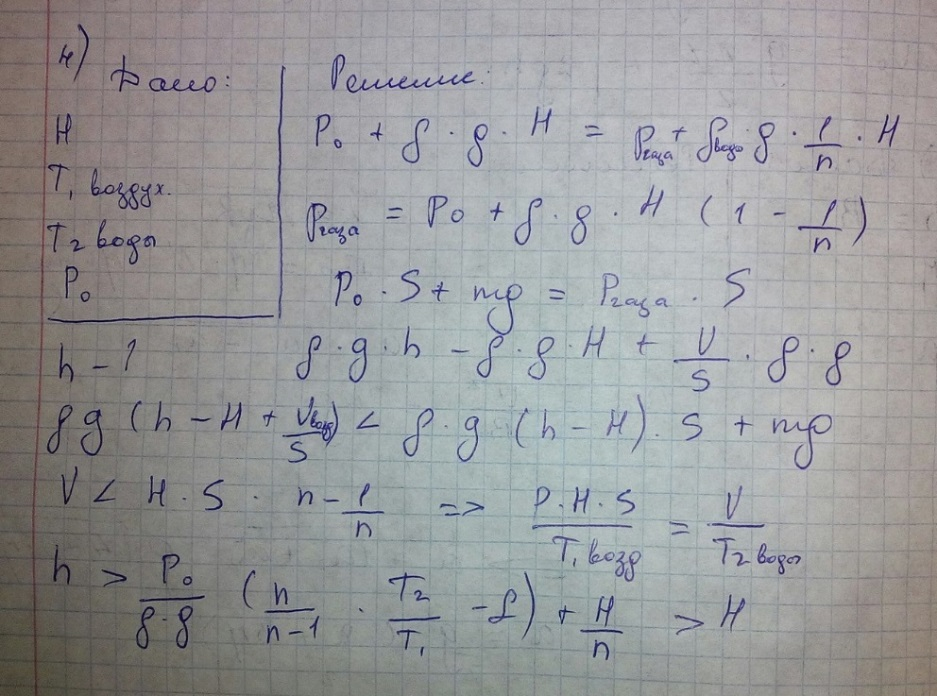 4)
Дано:
Решение:
H
P₀ + ρ · g · H = Pгаза + ρводы · g · 1/n · H
T₁ воздух.
Pгаза = P₀ + ρ · g · H (1 - 1/n)
T₂ воды
P₀
P₀ · S + mg = Pгаза · S
h - ?
ρ · g · h - ρ · g · H + V/S · ρ · g
ρg (h - H + Vвозд/S) < ρ · g (h - H) · S + mg
V < H · S · n - 1/n => P · H · S / T₁ возд = V / T₂ воды
h > P₀/ρ·g (n/n-1 · T₂/T₁ - 1) + H/n > H